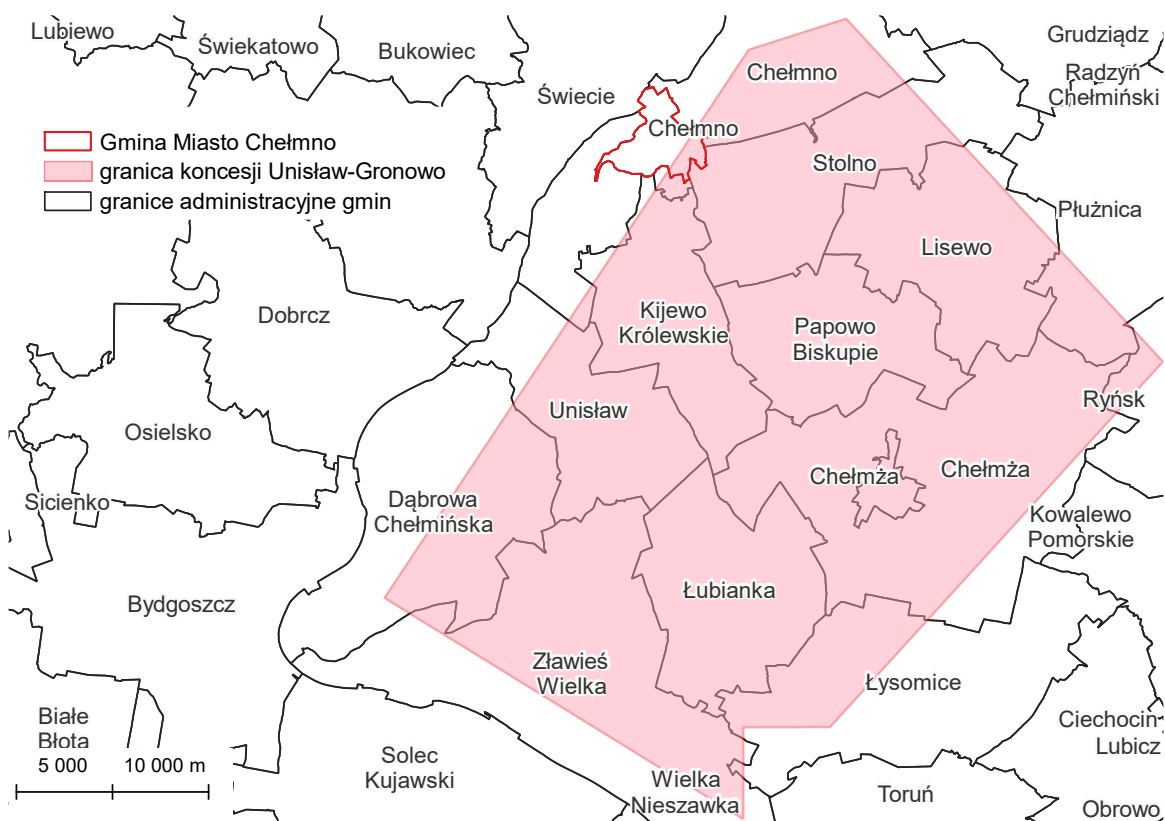 Lubiewo
Świekatowo
Bukowiec
Świecie
Chełmno
Grudziądz
Radzyń
Chełmiński
Chełmno
Gmina Miasto Chełmno
granica koncesji Unisław-Gronowo
granice administracyjne gmin
Stolno
Płużnica
Lisewo
Dobrcz
Kijewo
Królewskie
Papowo
Biskupie
Ryńsk
Unisław
Osielsko
Chełmża
Chełmża
Sicienko
Dąbrowa
Chełmińska
Kowalewo
Pomorskie
Bydgoszcz
Łubianka
Zławieś
Wielka
Łysomice
Białe
Błota
Ciechocin
Lubicz
Solec
Kujawski
5 000
10 000 m
Wielka
Nieszawka
Toruń
Obrowo